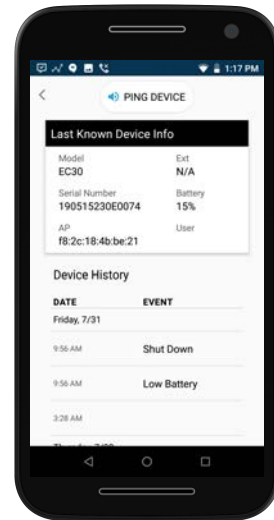 1:17 PM
PING DEVICE
Last Known Device Info
Model Ext
EC30 N/A
Serial Number Battery
190515230E0074 15%
AP User
f8:2c:18:4b:be:21
Device History
DATE EVENT
Friday, 7/31
9:56 AM Shut Down
9:56 AM Low Battery
3:28 AM